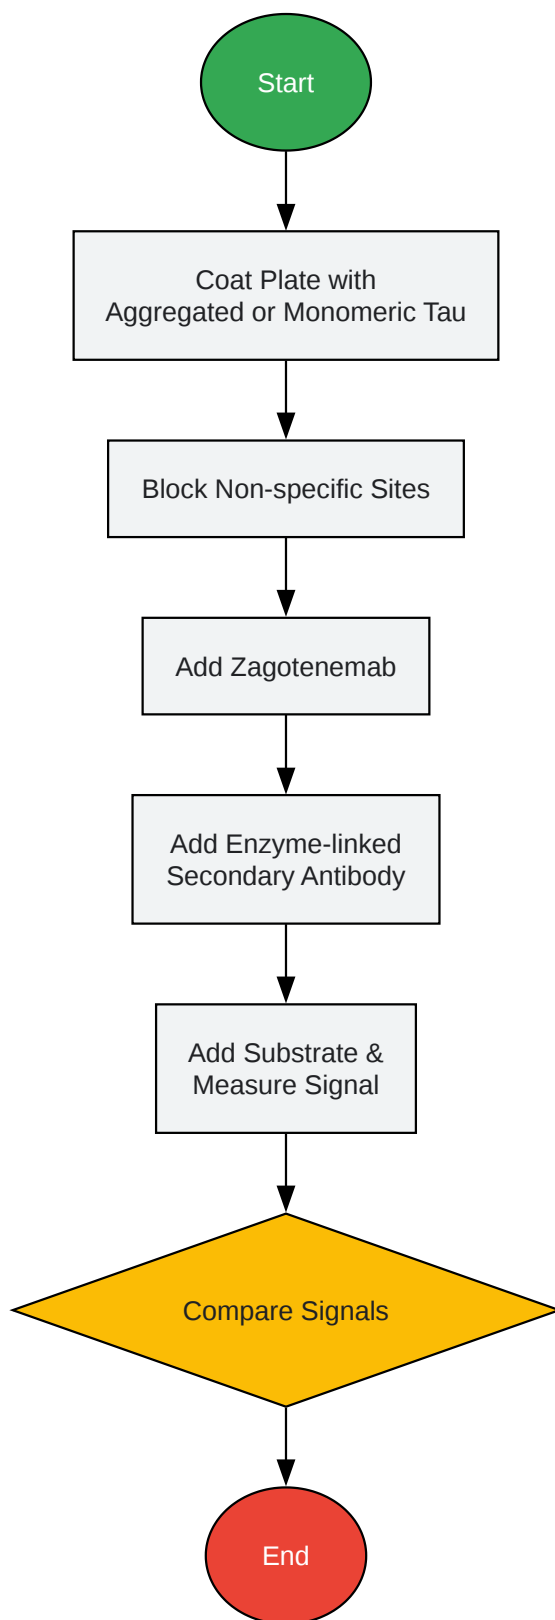 Start
Coat Plate with
Aggregated or Monomeric Tau
Block Non-specific Sites
Add Zagotenemab
Add Enzyme-linked
Secondary Antibody
Add Substrate &
Measure Signal
Compare Signals
End